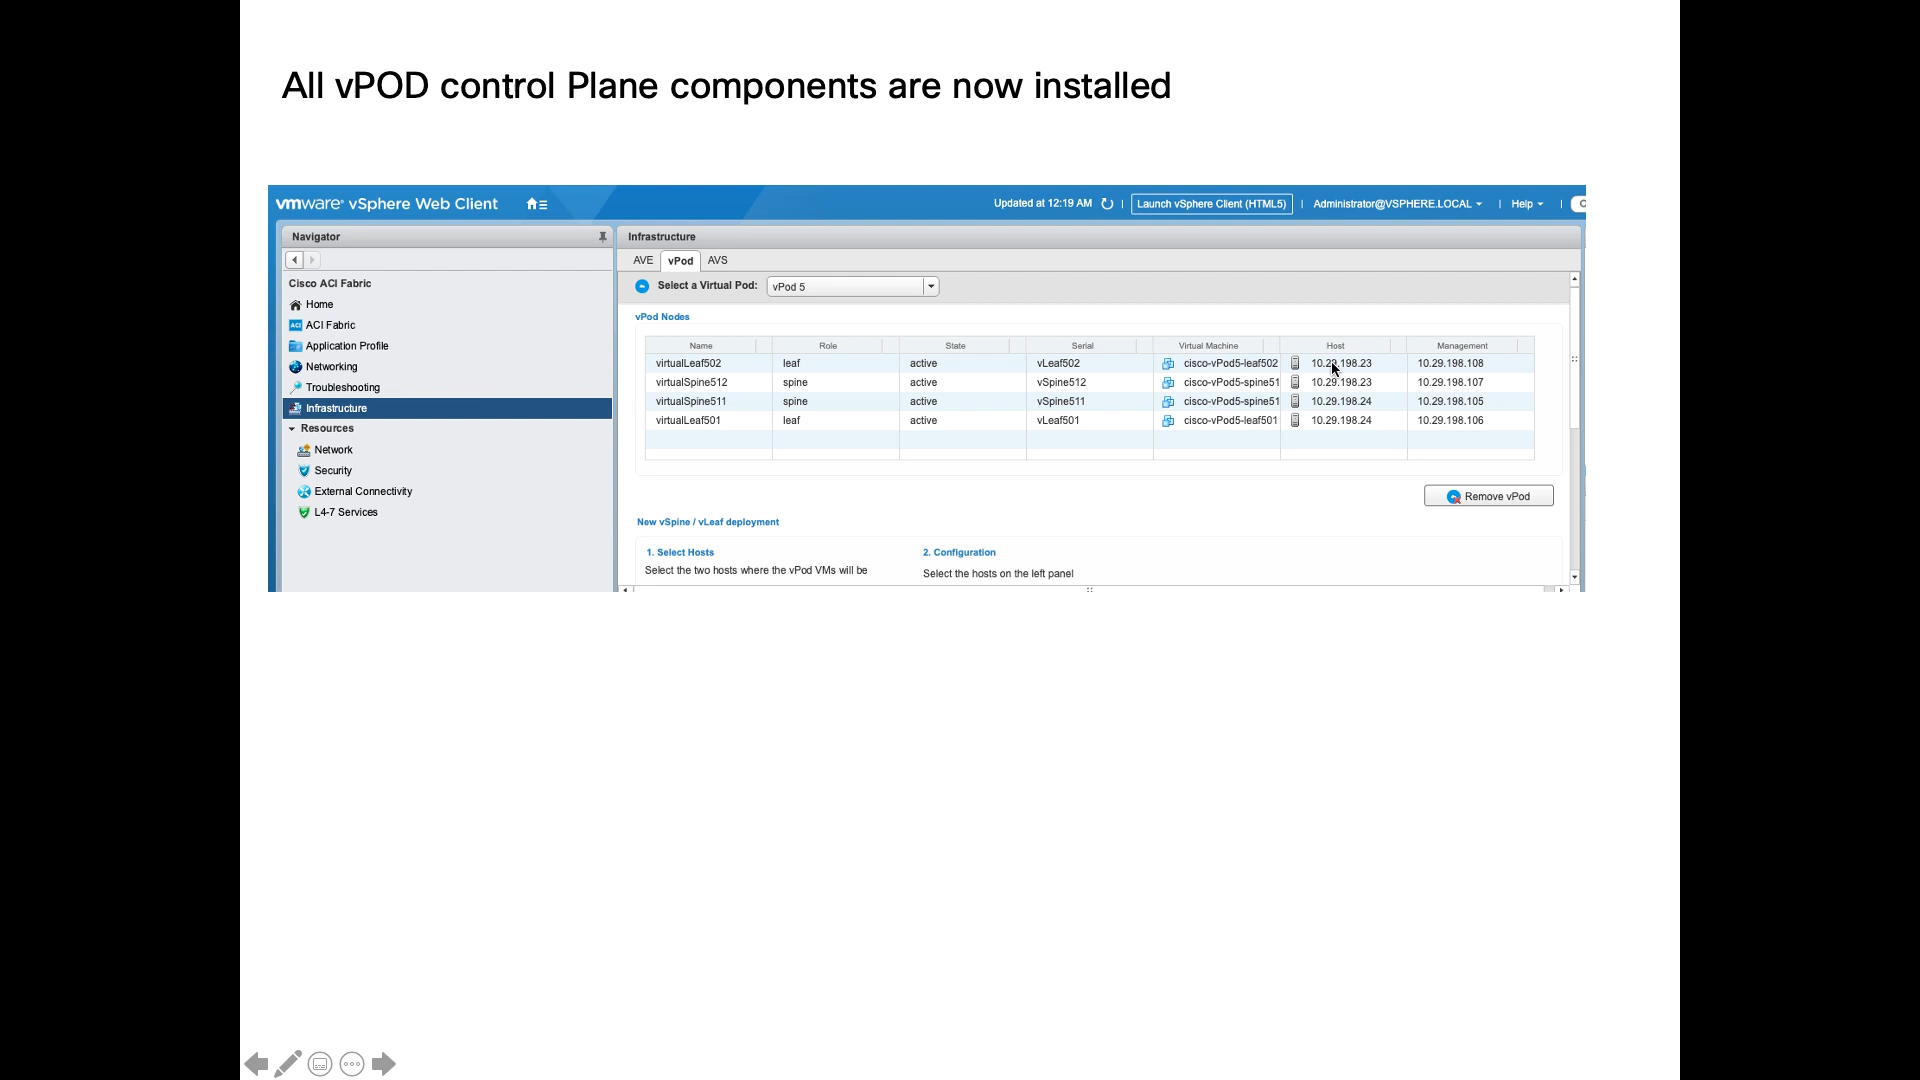 All vPOD control Plane components are now installed
vmware® vSphere Web Client
Updated at 12:19 AM | Launch vSphere Client (HTML5) | Administrator@VSPHERE.LOCAL | Help |
Navigator
Infrastructure
AVE vPod AVS
Cisco ACI Fabric
Home
ACI ACI Fabric
Application Profile
Networking
Troubleshooting
Infrastructure
Resources
Network
Security
External Connectivity
L4-7 Services
Select a Virtual Pod: vPod 5
vPod Nodes
Name Role State Serial Virtual Machine Host Management
virtualLeaf502 leaf active vLeaf502 cisco-vPod5-leaf502 10.29.198.23 10.29.198.108
virtualSpine512 spine active vSpine512 cisco-vPod5-spine51 10.29.198.23 10.29.198.107
virtualSpine511 spine active vSpine511 cisco-vPod5-spine51 10.29.198.24 10.29.198.105
virtualLeaf501 leaf active vLeaf501 cisco-vPod5-leaf501 10.29.198.24 10.29.198.106
Remove vPod
New vSpine / vLeaf deployment
1. Select Hosts
Select the two hosts where the vPod VMs will be
2. Configuration
Select the hosts on the left panel